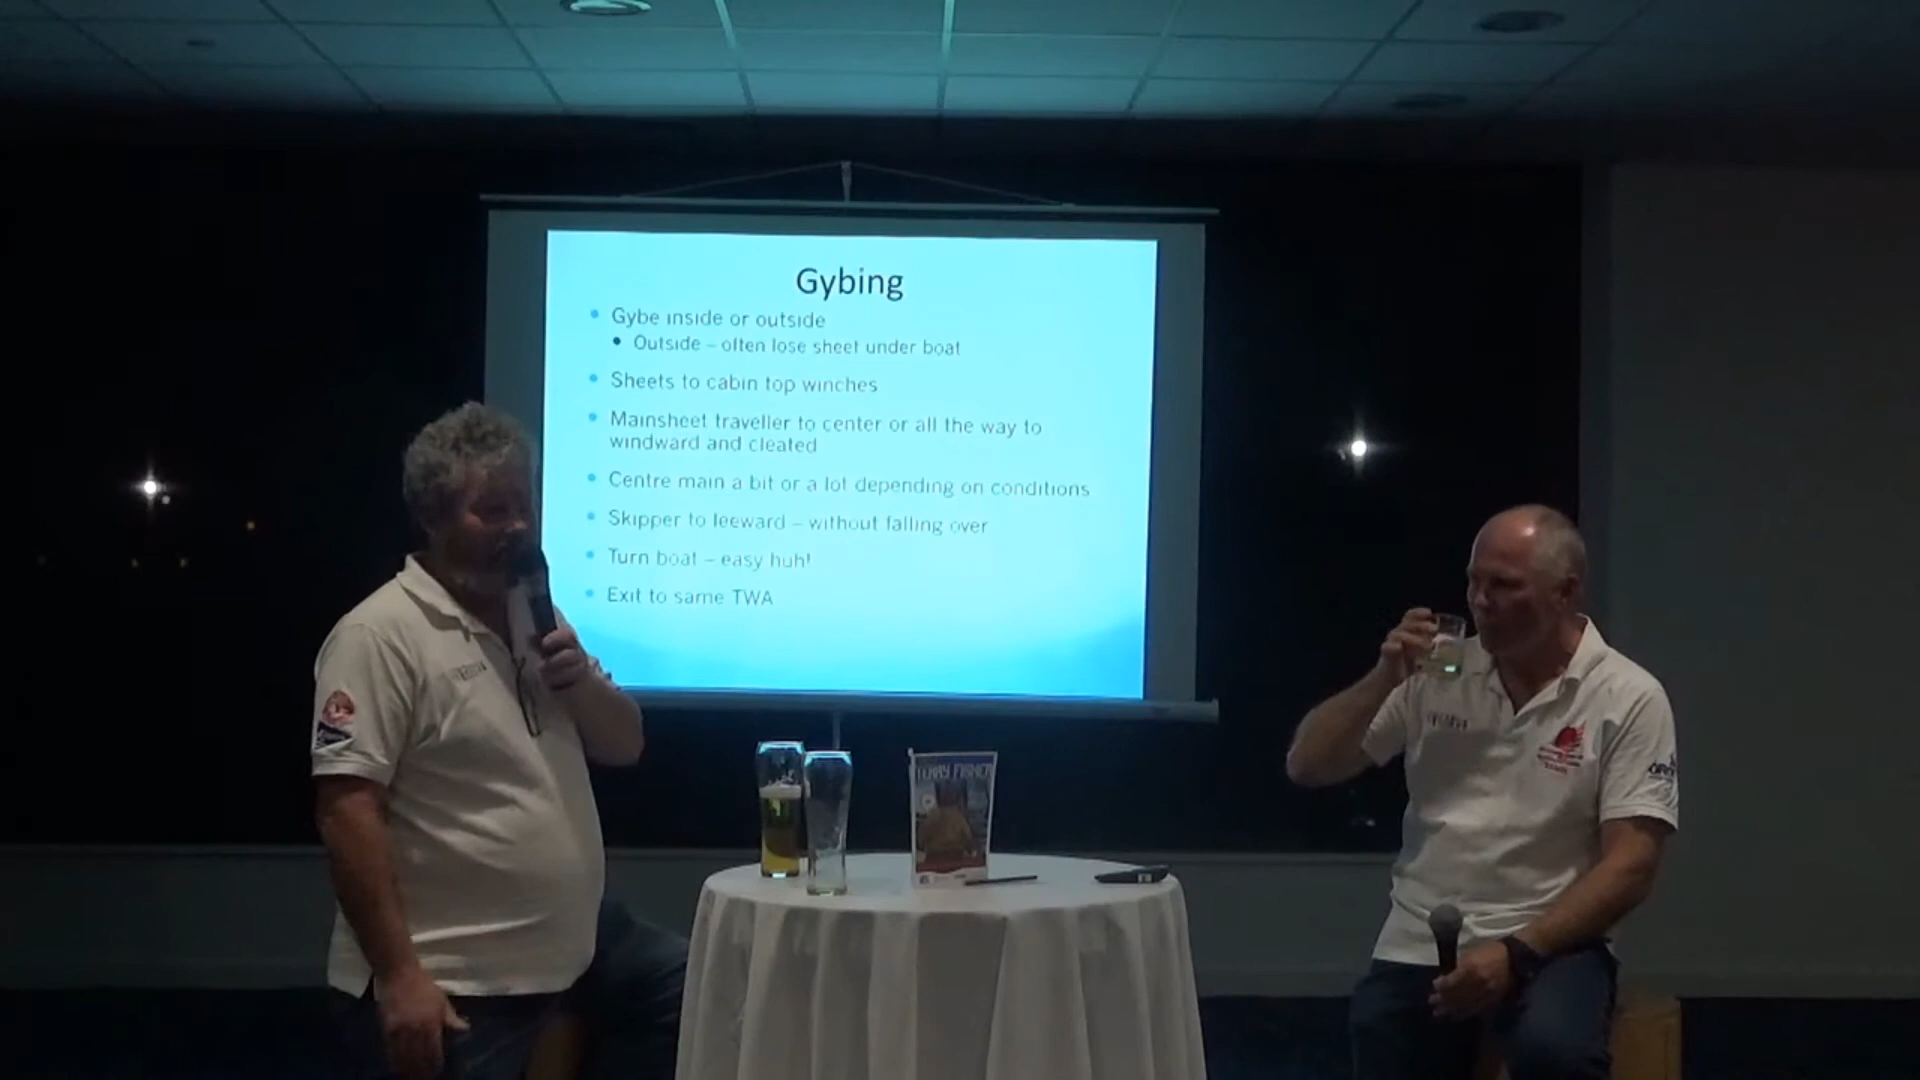 Gybing
Gybe inside or outside
Outside – often lose sheet under boat
Sheets to cabin top winches
Mainsheet traveller to center or all the way to
windward and cleated
Centre main a bit or a lot depending on conditions
Skipper to leeward – without falling over
Turn boat – easy huh!
Exit to same TWA
TERRY FISHER